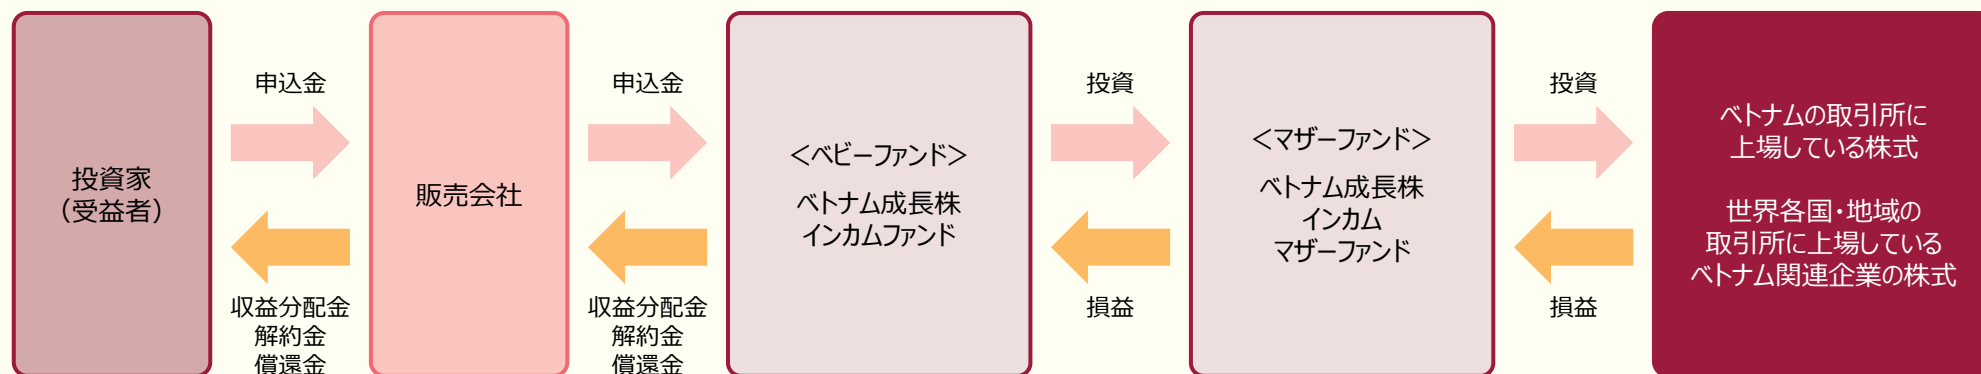 投資家
（受益者）
申込金
収益分配金
解約金
償還金
販売会社
申込金
収益分配金
解約金
償還金
＜ベビーファンド＞
ベトナム成長株
インカムファンド
投資
損益
＜マザーファンド＞
ベトナム成長株
インカム
マザーファンド
投資
損益
ベトナムの取引所に
上場している株式
世界各国・地域の
取引所に上場している
ベトナム関連企業の株式